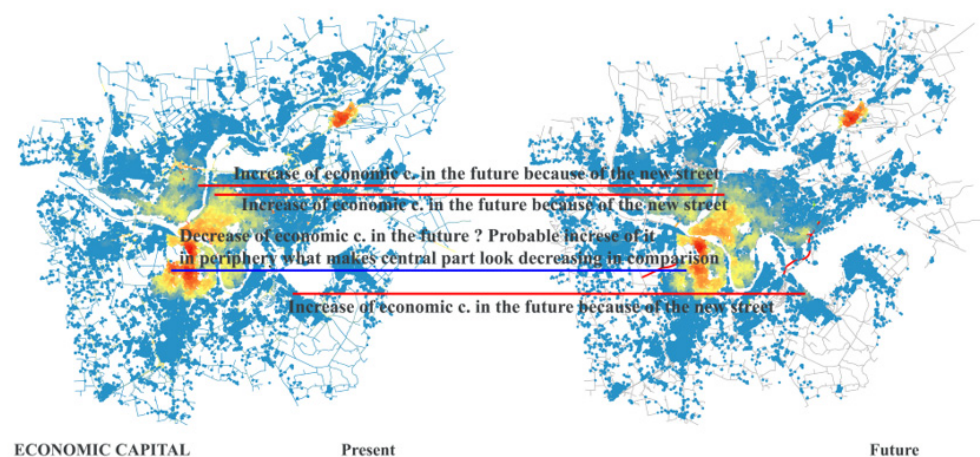 Increase of economic c. in the future because of the new street
Increase of economic c. in the future because of the new street
Decrease of economic c. in the future ? Probable increse of it
in periphery what makes central part look decreasing in comparison
Increase of economic c. in the future because of the new street
ECONOMIC CAPITAL Present Future